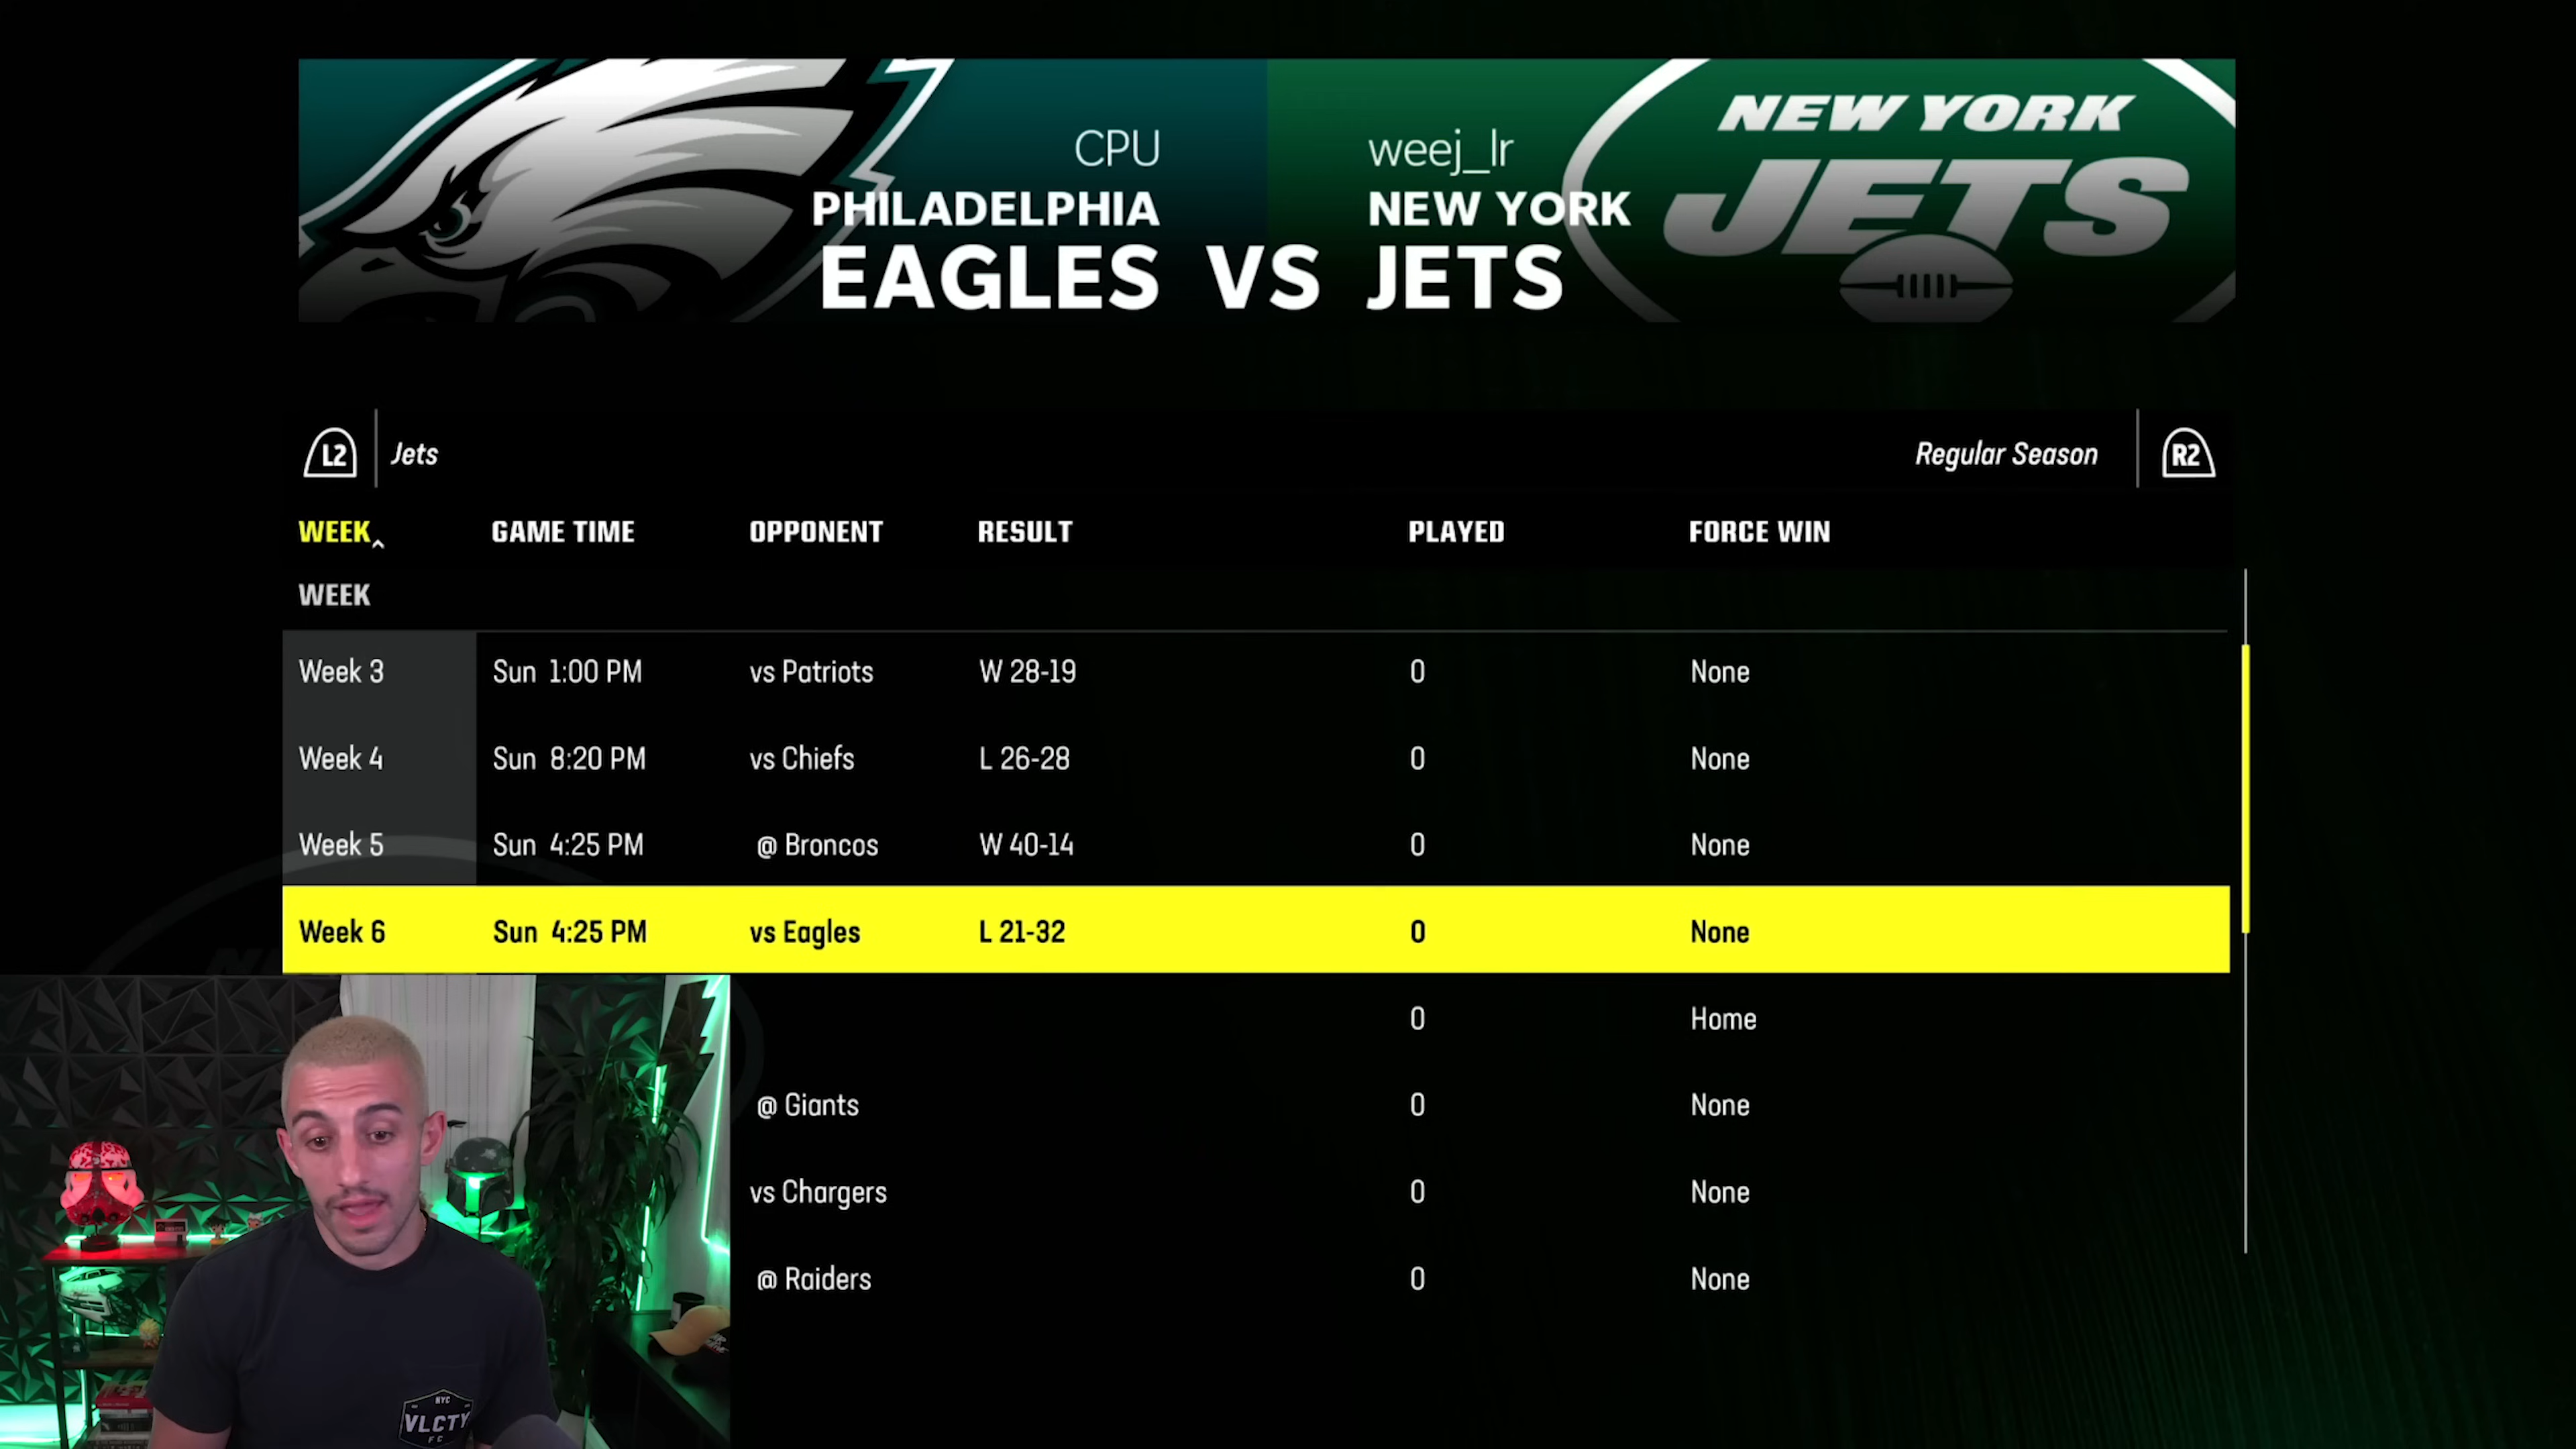 CPU
PHILADELPHIA
EAGLES VS JETS
weej_lr
NEW YORK
NEW YORK
JETS
L2 Jets Regular Season R2
WEEK GAME TIME OPPONENT RESULT PLAYED FORCE WIN
WEEK
Week 3 Sun 1:00 PM vs Patriots W 28-19 0 None
Week 4 Sun 8:20 PM vs Chiefs L 26-28 0 None
Week 5 Sun 4:25 PM @ Broncos W 40-14 0 None
Week 6 Sun 4:25 PM vs Eagles L 21-32 0 None
0 Home
@ Giants 0 None
vs Chargers 0 None
@ Raiders 0 None
NYC
VLCTY
FC